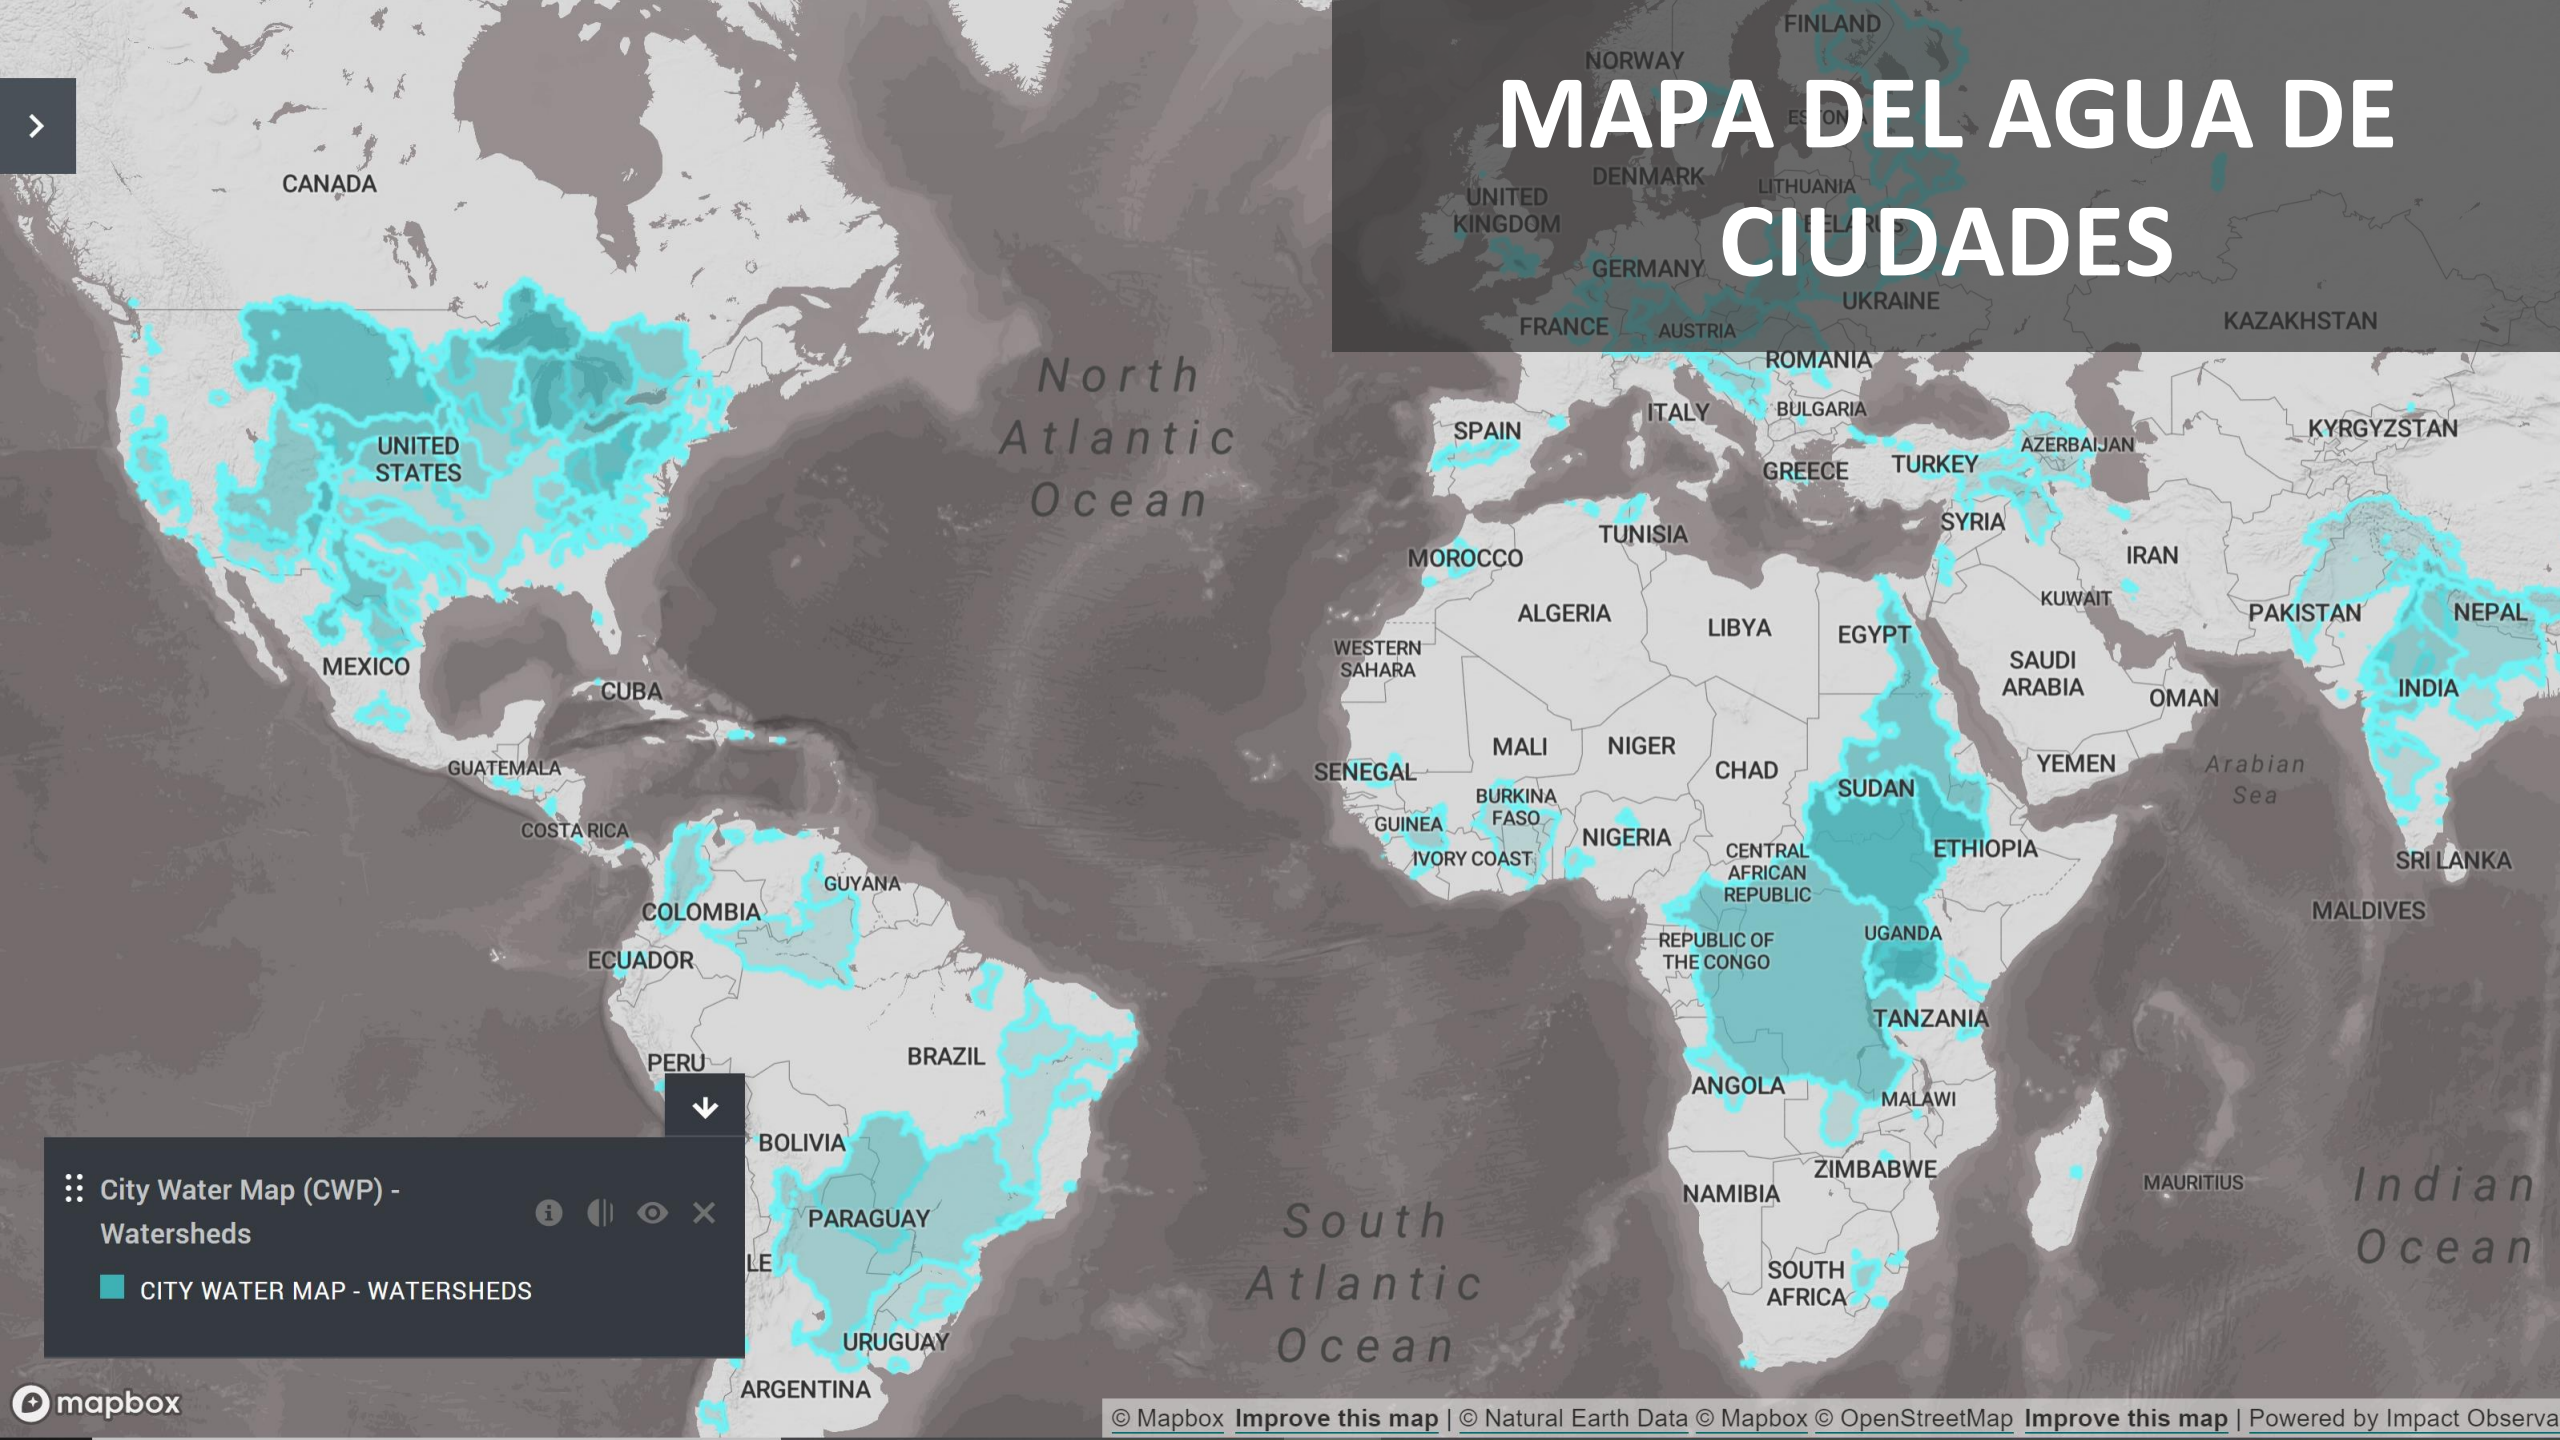 MAPA DEL AGUA DE
CIUDADES
FINLAND
NORWAY
ESTONIA
DENMARK
LITHUANIA
UNITED
KINGDOM
BELARUS
GERMANY
UKRAINE
FRANCE
AUSTRIA
KAZAKHSTAN
ROMANIA
CANADA
North
Atlantic
Ocean
UNITED
STATES
SPAIN
ITALY
BULGARIA
GREECE
TURKEY
AZERBAIJAN
KYRGYZSTAN
SYRIA
TUNISIA
MOROCCO
IRAN
ALGERIA
LIBYA
EGYPT
KUWAIT
PAKISTAN
NEPAL
WESTERN
SAHARA
SAUDI
ARABIA
OMAN
INDIA
MEXICO
CUBA
GUATEMALA
COSTA RICA
MALI
NIGER
CHAD
SENEGAL
SUDAN
YEMEN
Arabian
Sea
BURKINA
FASO
GUINEA
IVORY COAST
NIGERIA
CENTRAL
AFRICAN
REPUBLIC
ETHIOPIA
SRI LANKA
MALDIVES
GUYANA
COLOMBIA
ECUADOR
REPUBLIC OF
THE CONGO
UGANDA
TANZANIA
PERU
BRAZIL
ANGOLA
MALAWI
BOLIVIA
ZIMBABWE
NAMIBIA
MAURITIUS
Indian
Ocean
PARAGUAY
South
Atlantic
Ocean
LE
SOUTH
AFRICA
URUGUAY
ARGENTINA
City Water Map (CWP) -
Watersheds
CITY WATER MAP - WATERSHEDS
mapbox
© Mapbox Improve this map | © Natural Earth Data © Mapbox © OpenStreetMap Improve this map | Powered by Impact Observa